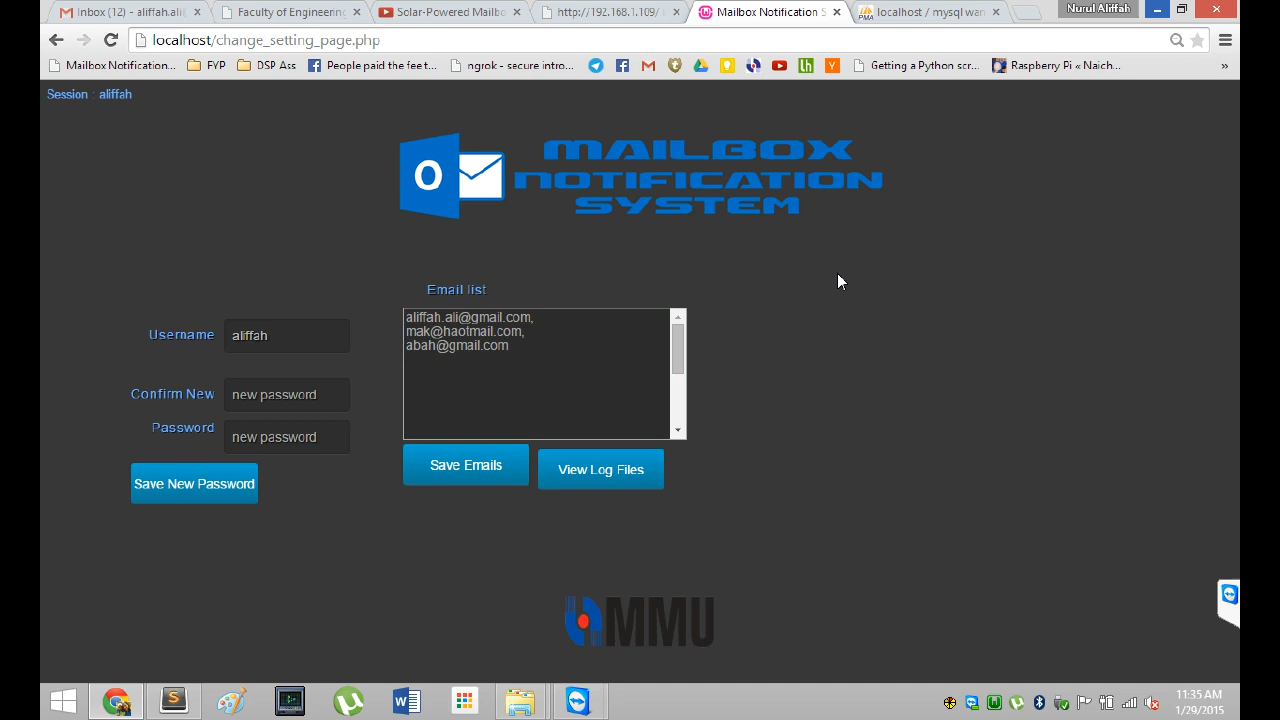 Inbox (12) - aliffah.ali@
Faculty of Engineering
Solar-Powered Mailbo
http://192.168.1.109/
Mailbox Notification S
localhost / mysql wan
Nurul Aliffah
localhost/change_setting_page.php
Mailbox Notification...
FYP
DSP Ass
People paid the fee t...
ngrok - secure intro...
Getting a Python scr...
Raspberry Pi « Naich...
»
Session : aliffah
MAILBOX
NOTIFICATION
SYSTEM
Email list
aliffah.ali@gmail.com,
mak@haotmail.com,
abah@gmail.com
Username
aliffah
Confirm New
new password
Password
new password
Save Emails
View Log Files
Save New Password
MMU
11:35 AM
1/29/2015